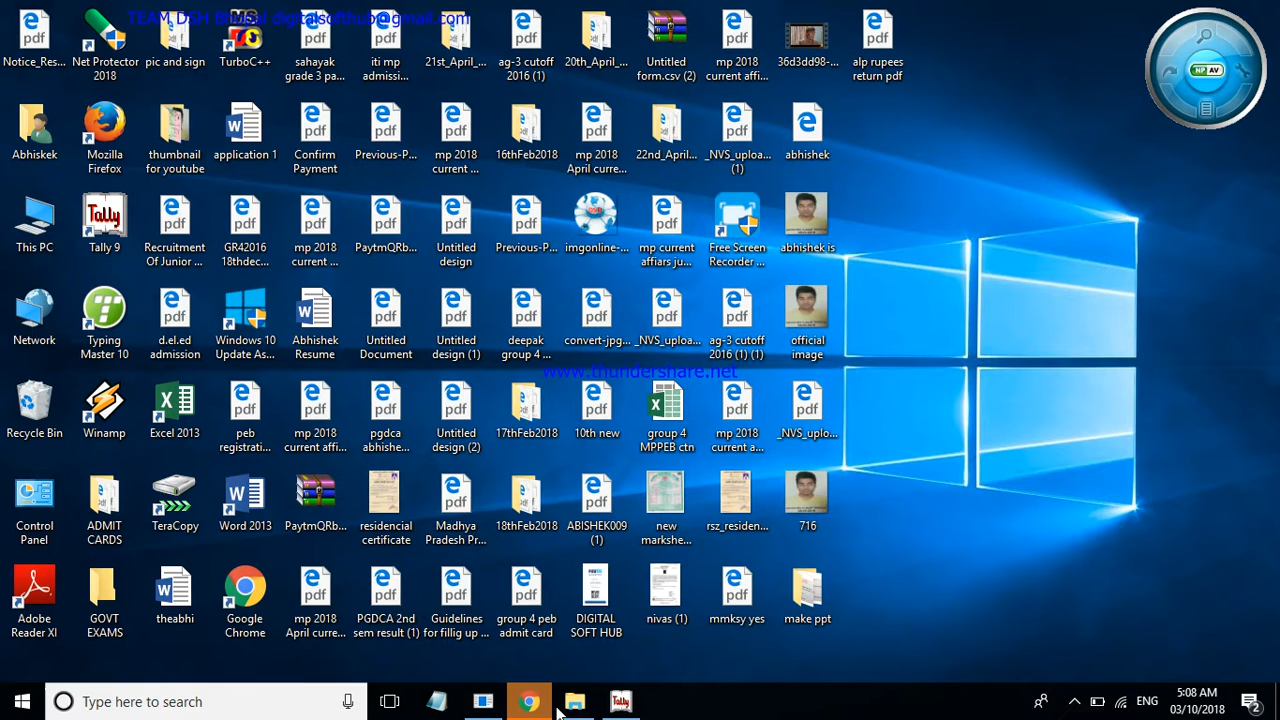 TEAM DSH Bhopal digitalsofthub@gmail.com
Notice_Res...
Net Protector
2018
pic and sign
TurboC++
sahayak
grade 3 pa...
iti mp
admissi...
21st_April_...
ag-3 cutoff
2016 (1)
20th_April_...
Untitled
form.csv (2)
mp 2018
current affi...
36d3dd98-...
alp rupees
return pdf
NP AV
Abhiskek
Mozilla
Firefox
thumbnail
for youtube
application 1
Confirm
Payment
Previous-P...
mp 2018
current ...
16thFeb2018
mp 2018
April curre...
22nd_April...
_NVS_uploa...
(1)
abhishek
This PC
Tally 9
Recruitment
Of Junior ...
GR42016
18thdec...
mp 2018
current ...
PaytmQRb...
Untitled
design
Previous-P...
imgonline-...
mp current
affiars ju...
Free Screen
Recorder ...
abhishek is
Network
Typing
Master 10
d.el.ed
admission
Windows 10
Update As...
Abhishek
Resume
Untitled
Document
Untitled
design (1)
deepak
group 4 ...
convert-jpg...
_NVS_uploa...
ag-3 cutoff
2016 (1) (1)
official
image
www.thundershare.net
Recycle Bin
Winamp
Excel 2013
peb
registrati...
mp 2018
current affi...
pgdca
abhishe...
Untitled
design (2)
17thFeb2018
10th new
group 4
MPPEB ctn
mp 2018
current a...
_NVS_uplo...
Control
Panel
ADMIT
CARDS
TeraCopy
Word 2013
PaytmQRb...
residencial
certificate
Madhya
Pradesh Pr...
18thFeb2018
ABISHEK009
(1)
new
markshe...
rsz_residen...
716
Adobe
Reader XI
GOVT
EXAMS
theabhi
Google
Chrome
mp 2018
April curre...
PGDCA 2nd
sem result (1)
Guidelines
for fillig up ...
group 4 peb
admit card
DIGITAL
SOFT HUB
nivas (1)
mmksy yes
make ppt
Type here to search
ENG
5:08 AM
03/10/2018
2